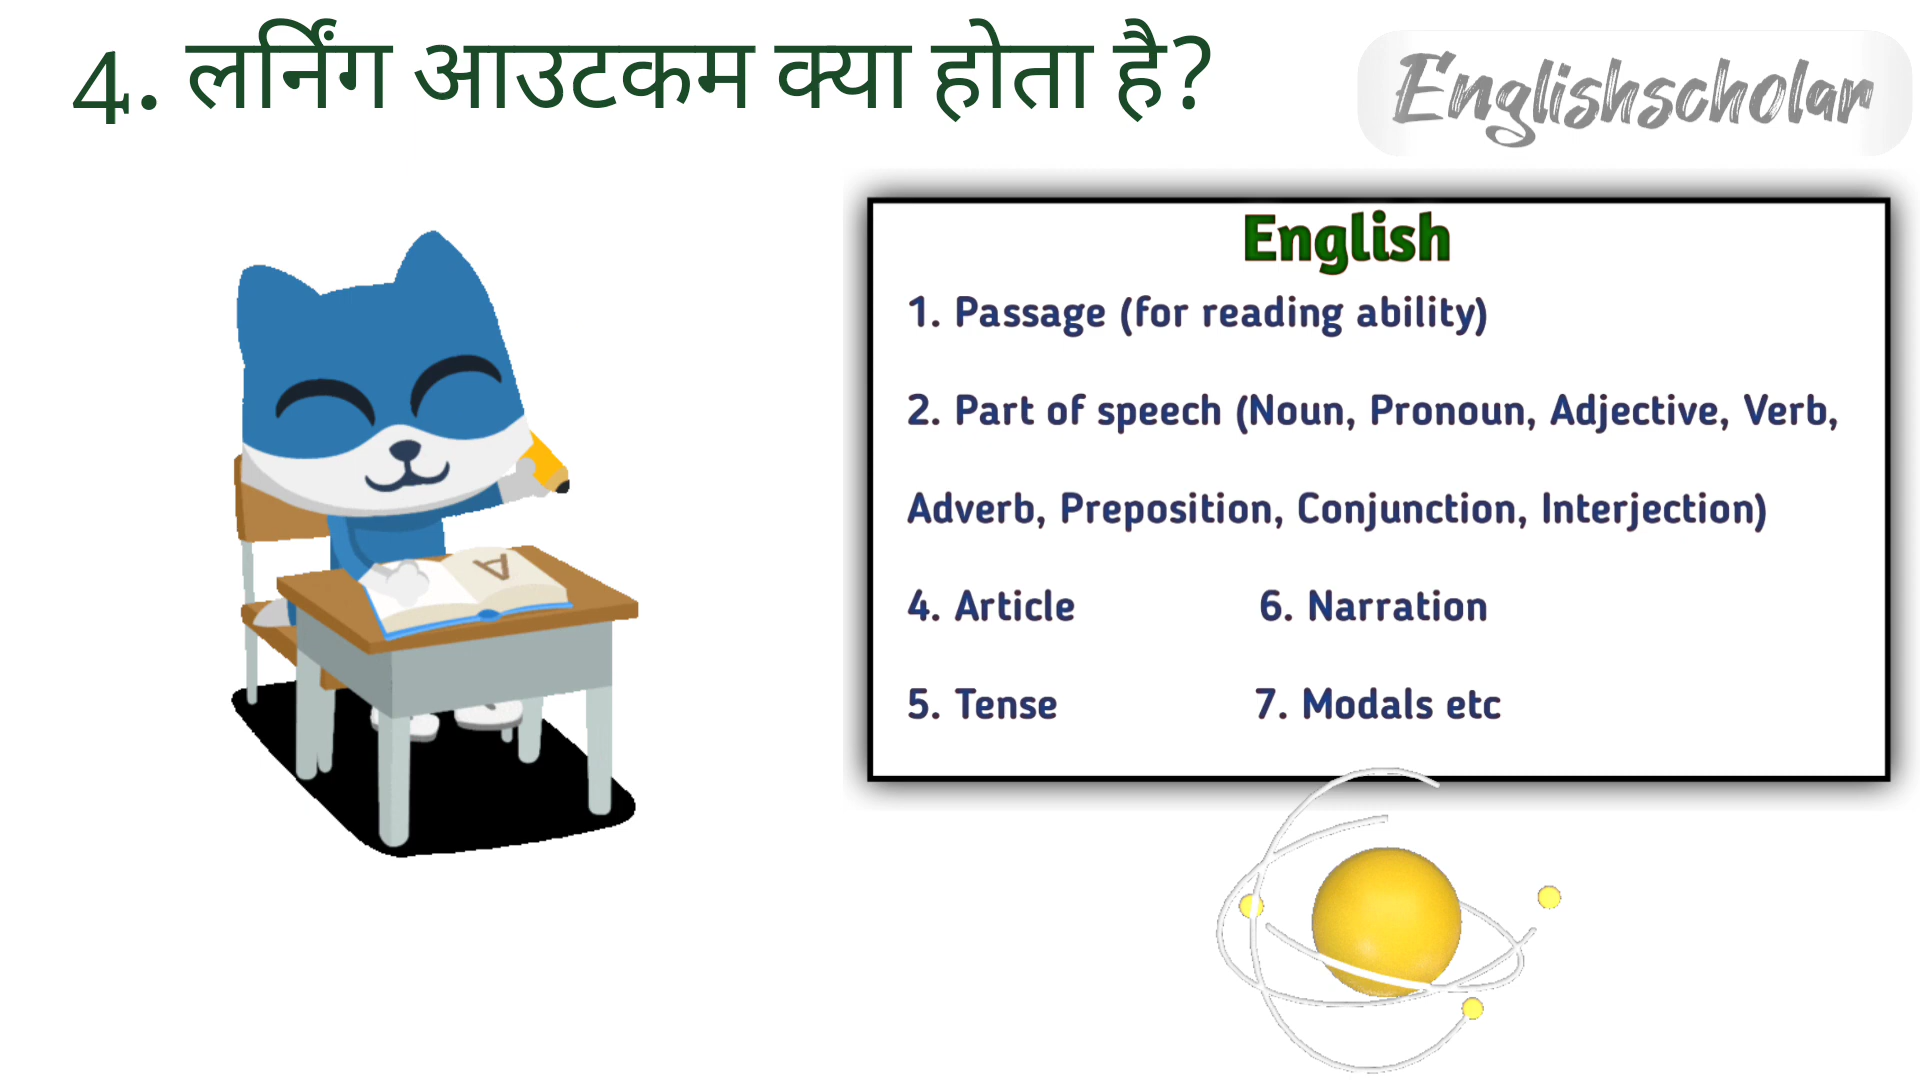 4. लर्निंग आउटकम क्या होता है?
Englishscholar
English
1. Passage (for reading ability)
2. Part of speech (Noun, Pronoun, Adjective, Verb,
Adverb, Preposition, Conjunction, Interjection)
4. Article 6. Narration
5. Tense 7. Modals etc
A